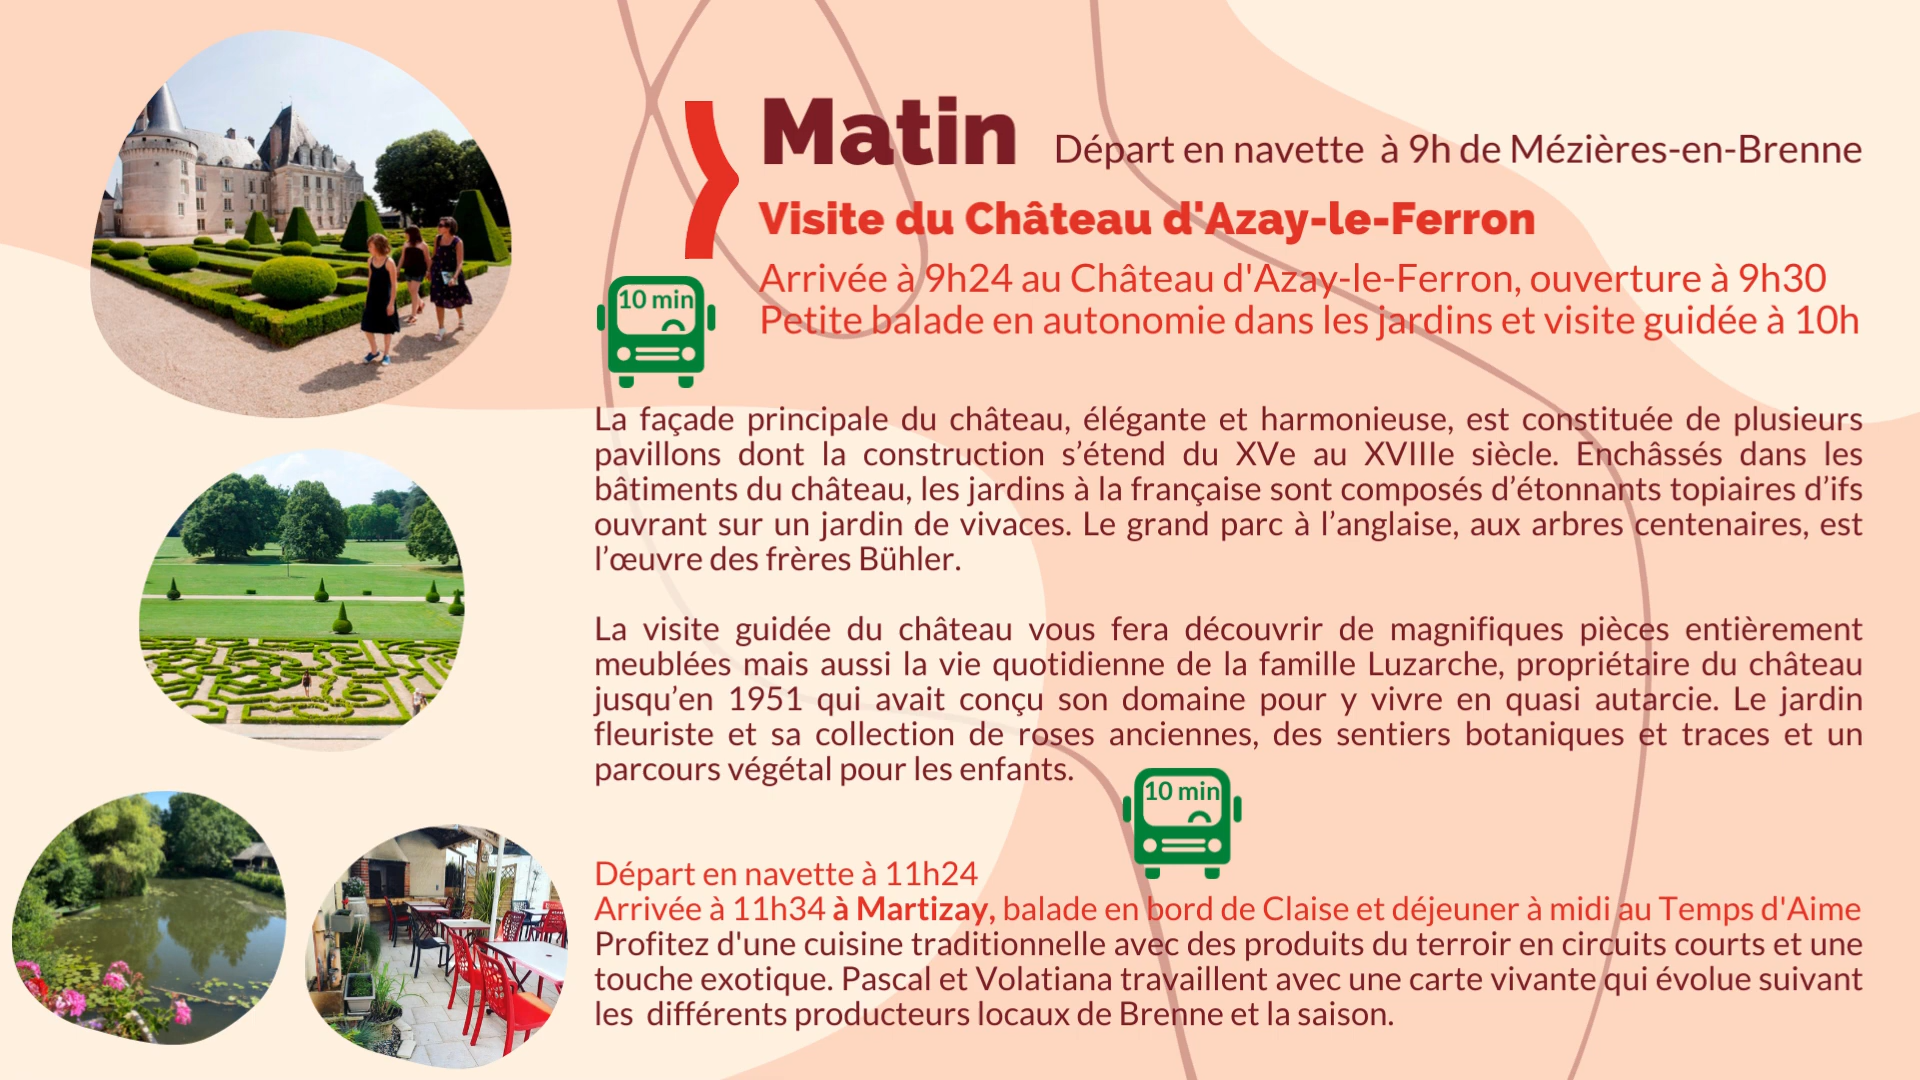 Matin Départ en navette à 9h de Mézières-en-Brenne
Visite du Château d'Azay-le-Ferron
Arrivée à 9h24 au Château d'Azay-le-Ferron, ouverture à 9h30
10 min
Petite balade en autonomie dans les jardins et visite guidée à 10h
La façade principale du château, élégante et harmonieuse, est constituée de plusieurs
pavillons dont la construction s’étend du XVe au XVIIIe siècle. Enchâssés dans les
bâtiments du château, les jardins à la française sont composés d’étonnants topiaires d’ifs
ouvrant sur un jardin de vivaces. Le grand parc à l’anglaise, aux arbres centenaires, est
l’œuvre des frères Bühler.
La visite guidée du château vous fera découvrir de magnifiques pièces entièrement
meublées mais aussi la vie quotidienne de la famille Luzarche, propriétaire du château
jusqu’en 1951 qui avait conçu son domaine pour y vivre en quasi autarcie. Le jardin
fleuriste et sa collection de roses anciennes, des sentiers botaniques et traces et un
parcours végétal pour les enfants.
10 min
Départ en navette à 11h24
Arrivée à 11h34 à Martizay, balade en bord de Claise et déjeuner à midi au Temps d'Aime
Profitez d'une cuisine traditionnelle avec des produits du terroir en circuits courts et une
touche exotique. Pascal et Volatiana travaillent avec une carte vivante qui évolue suivant
les différents producteurs locaux de Brenne et la saison.